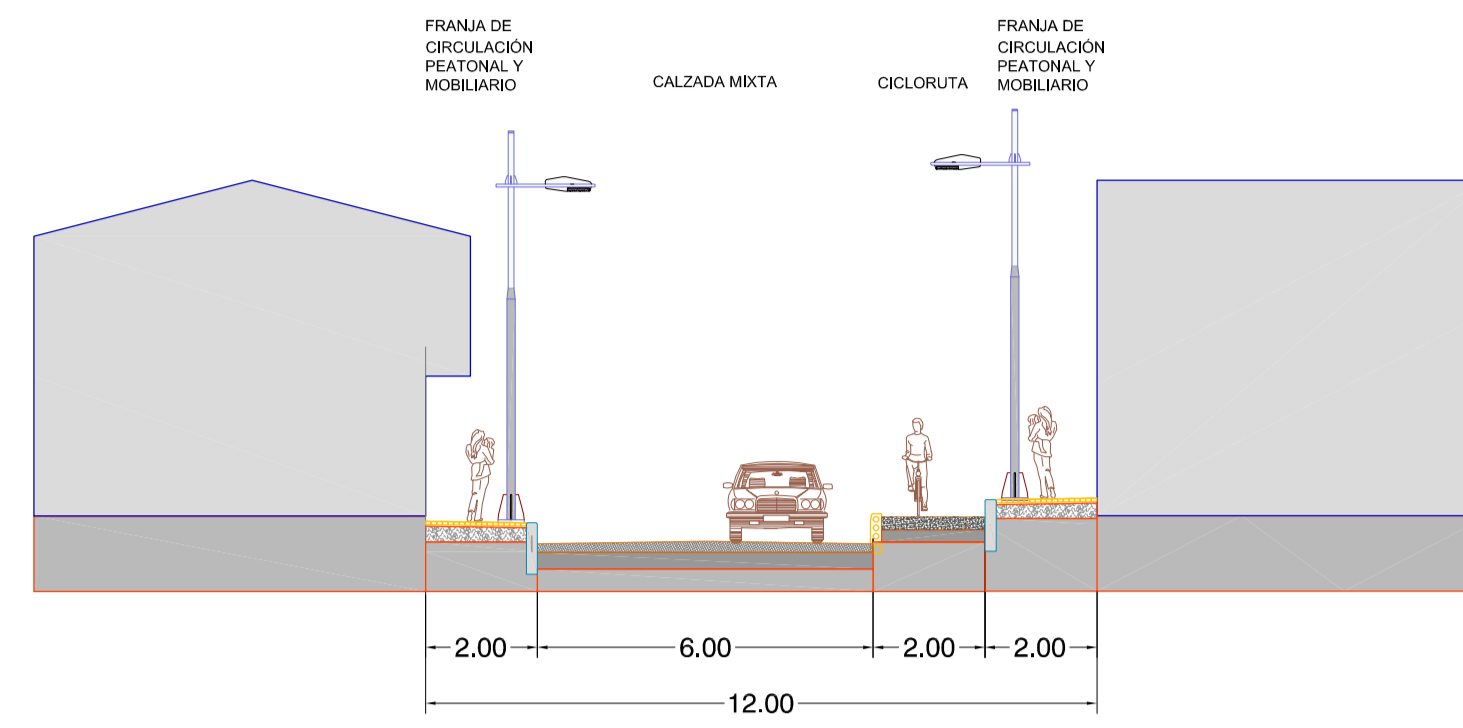 FRANJA DE
CIRCULACIÓN
PEATONAL Y
MOBILIARIO
CALZADA MIXTA
CICLORUTA
FRANJA DE
CIRCULACIÓN
PEATONAL Y
MOBILIARIO
2.00
6.00
2.00
2.00
12.00